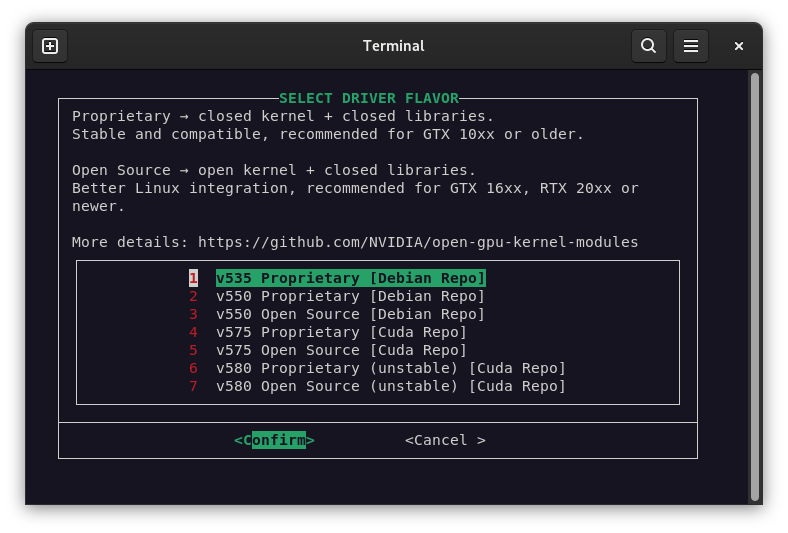 Terminal
SELECT DRIVER FLAVOR
Proprietary → closed kernel + closed libraries.
Stable and compatible, recommended for GTX 10xx or older.
Open Source → open kernel + closed libraries.
Better Linux integration, recommended for GTX 16xx, RTX 20xx or
newer.
More details: https://github.com/NVIDIA/open-gpu-kernel-modules
1 v535 Proprietary [Debian Repo]
2 v550 Proprietary [Debian Repo]
3 v550 Open Source [Debian Repo]
4 v575 Proprietary [Cuda Repo]
5 v575 Open Source [Cuda Repo]
6 v580 Proprietary (unstable) [Cuda Repo]
7 v580 Open Source (unstable) [Cuda Repo]
<Confirm> <Cancel >